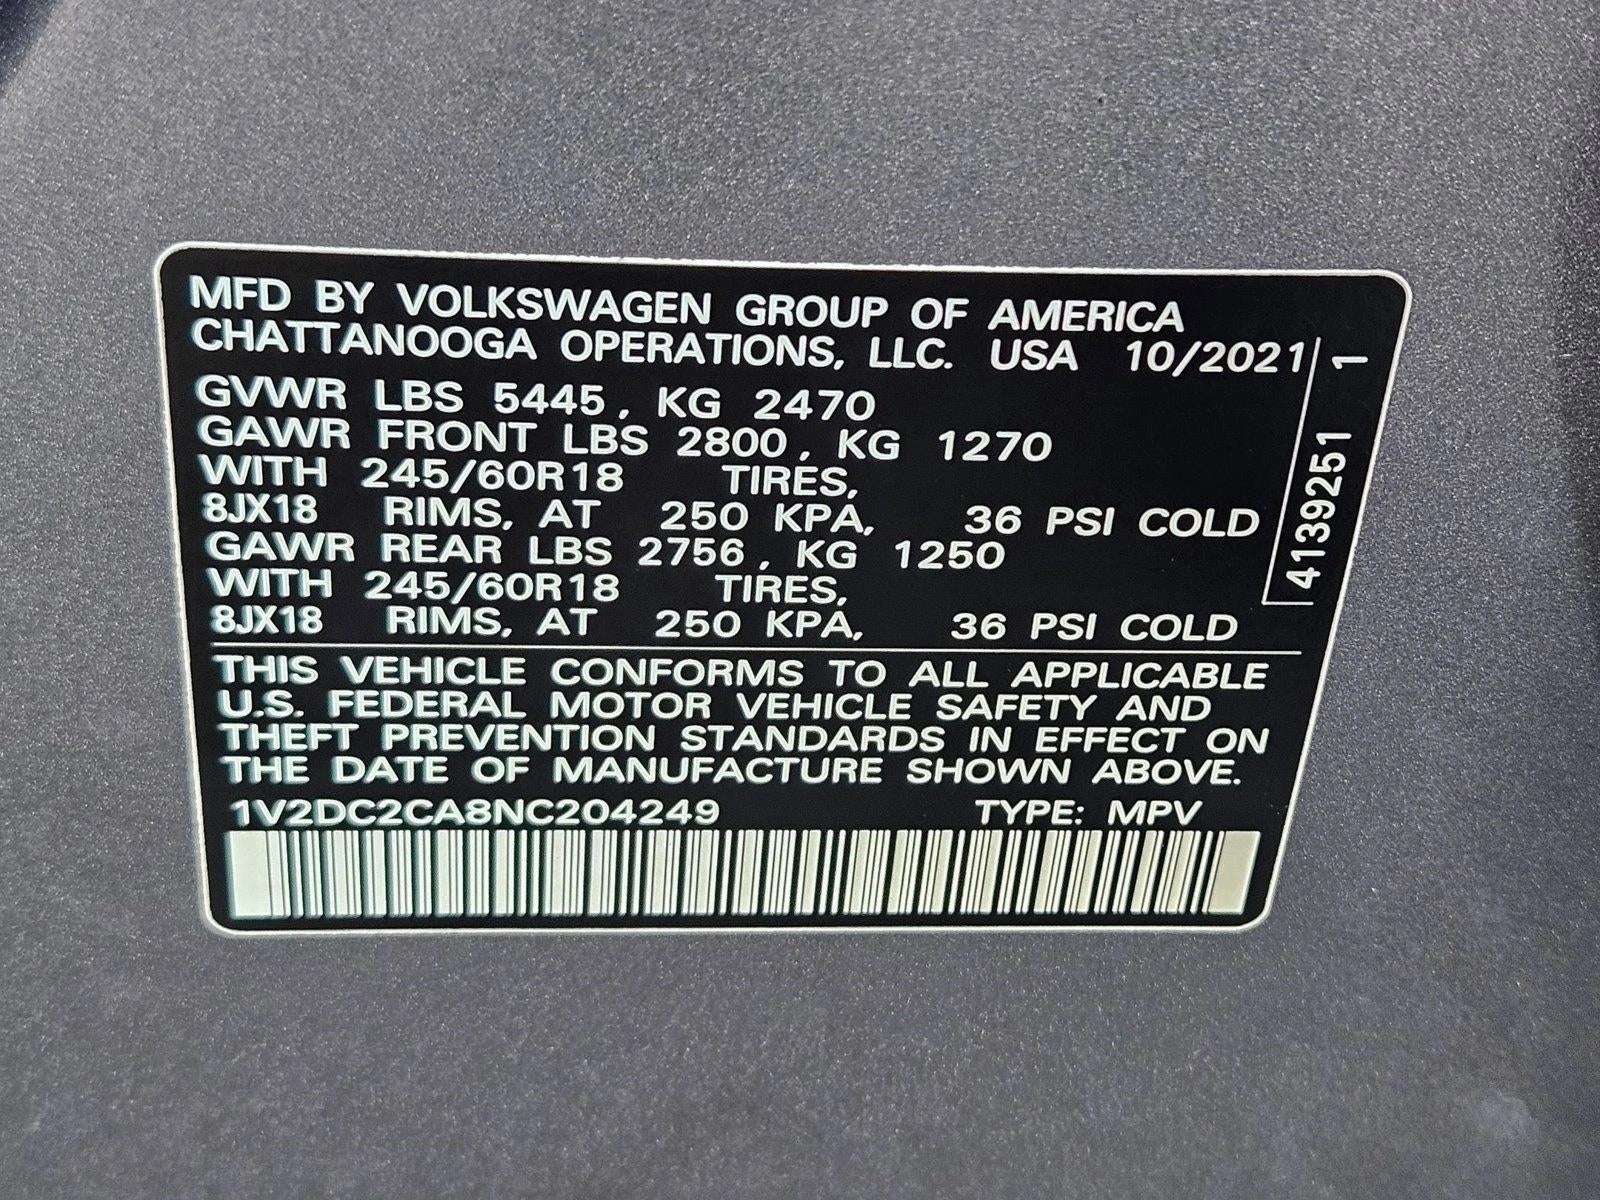 MFD BY VOLKSWAGEN GROUP OF AMERICA
CHATTANOOGA OPERATIONS, LLC. USA 10/2021
GVWR LBS 5445, KG 2470
GAWR FRONT LBS 2800, KG 1270
WITH 245/60R18 TIRES,
8JX18 RIMS, AT 250 KPA, 36 PSI COLD
GAWR REAR LBS 2756, KG 1250
WITH 245/60R18 TIRES,
8JX18 RIMS, AT 250 KPA, 36 PSI COLD
4139251 1
THIS VEHICLE CONFORMS TO ALL APPLICABLE
U.S. FEDERAL MOTOR VEHICLE SAFETY AND
THEFT PREVENTION STANDARDS IN EFFECT ON
THE DATE OF MANUFACTURE SHOWN ABOVE.
1V2DC2CA8NC204249 TYPE: MPV